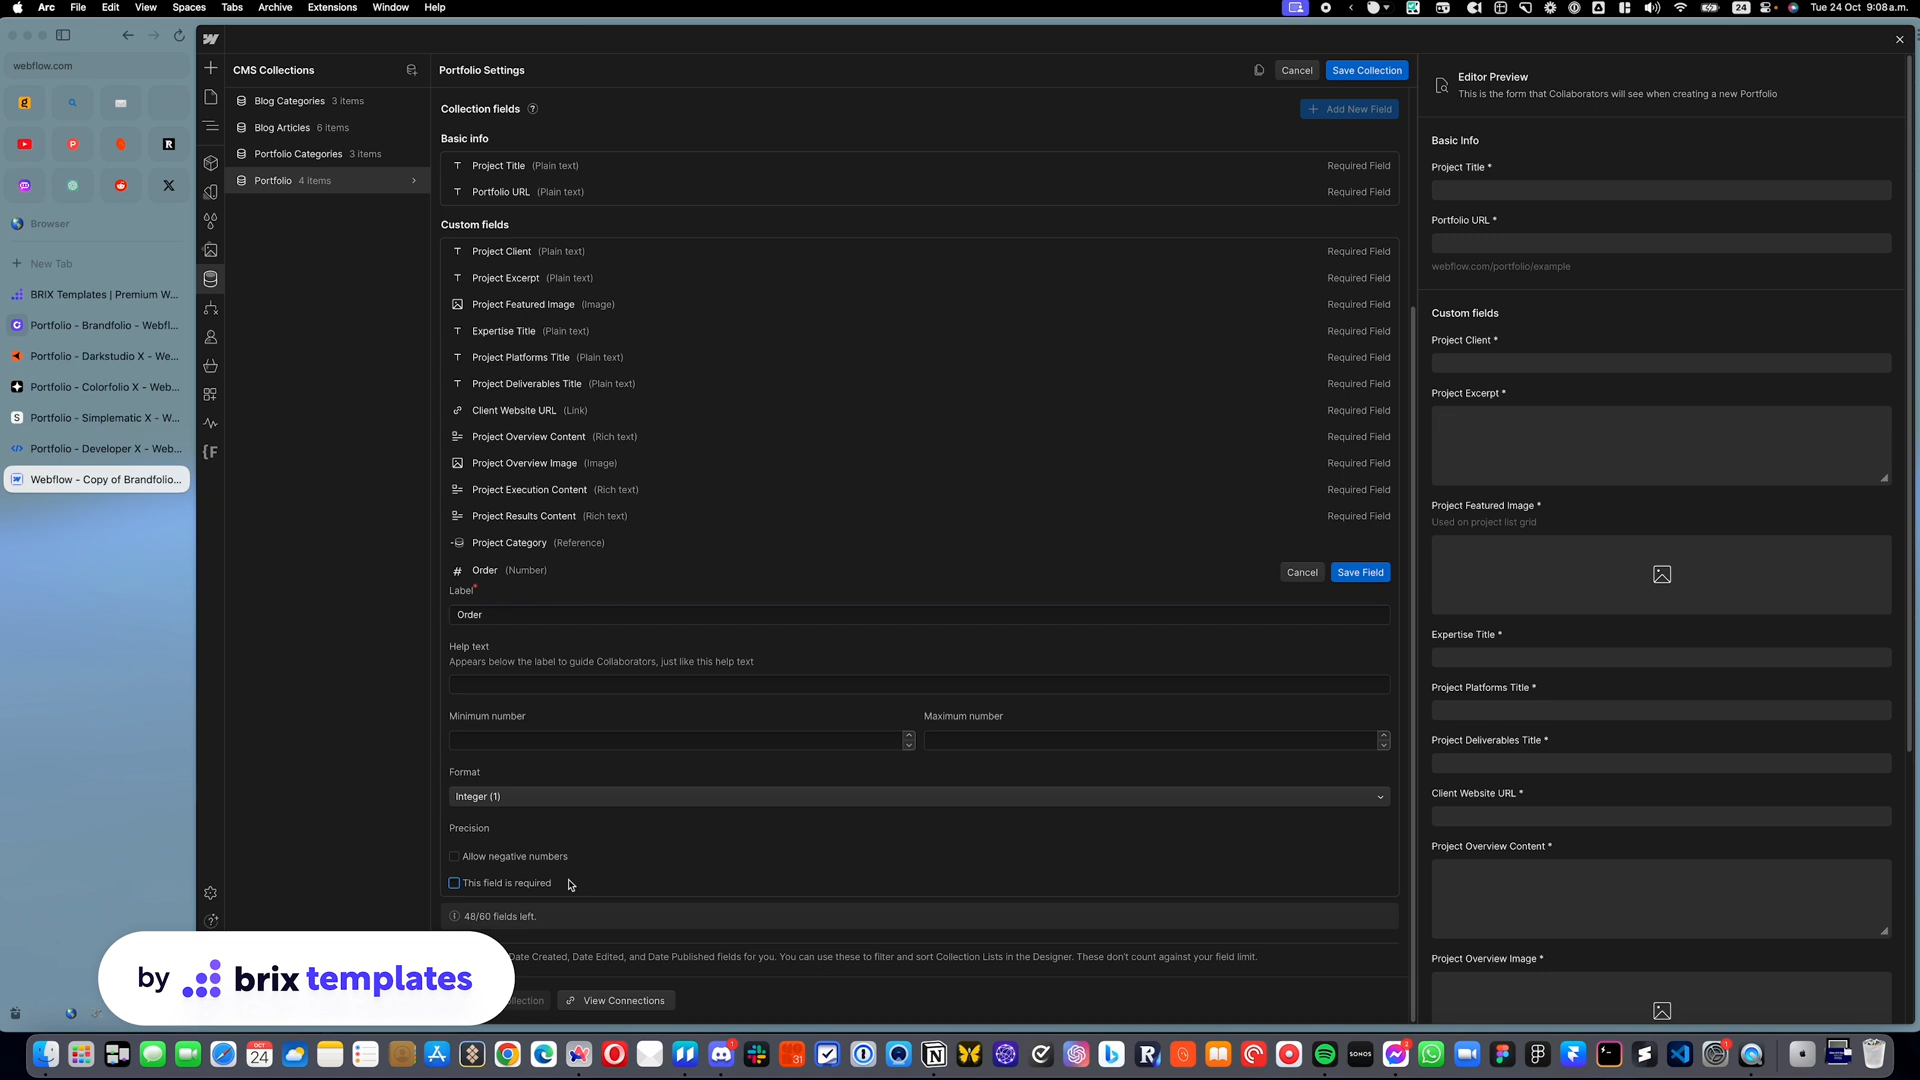 Arc File Edit View Spaces Tabs Archive Extensions Window Help
24 Tue 24 Oct 9:08 a.m.
webflow.com
Browser
New Tab
BRIX Templates | Premium W...
Portfolio - Brandfolio - Webfl...
Portfolio - Darkstudio X - We...
Portfolio - Colorfolio X - Web...
Portfolio - Simplematic X - W...
Portfolio - Developer X - Web...
Webflow - Copy of Brandfolio...
CMS Collections
Blog Categories 3 items
Blog Articles 6 items
Portfolio Categories 3 items
Portfolio 4 items
Portfolio Settings Cancel Save Collection
Collection fields Add New Field
Basic info
Project Title (Plain text) Required Field
Portfolio URL (Plain text) Required Field
Custom fields
Project Client (Plain text) Required Field
Project Excerpt (Plain text) Required Field
Project Featured Image (Image) Required Field
Expertise Title (Plain text) Required Field
Project Platforms Title (Plain text) Required Field
Project Deliverables Title (Plain text) Required Field
Client Website URL (Link) Required Field
Project Overview Content (Rich text) Required Field
Project Overview Image (Image) Required Field
Project Execution Content (Rich text) Required Field
Project Results Content (Rich text) Required Field
Project Category (Reference)
Order (Number) Cancel Save Field
Label*
Order
Help text
Appears below the label to guide Collaborators, just like this help text
Minimum number Maximum number
Format
Integer (1)
Precision
Allow negative numbers
This field is required
48/60 fields left.
Date Created, Date Edited, and Date Published fields for you. You can use these to filter and sort Collection Lists in the Designer. These don't count against your field limit.
ollection View Connections
Editor Preview
This is the form that Collaborators will see when creating a new Portfolio
Basic Info
Project Title *
Portfolio URL *
webflow.com/portfolio/example
Custom fields
Project Client *
Project Excerpt *
Project Featured Image *
Used on project list grid
Expertise Title *
Project Platforms Title *
Project Deliverables Title *
Client Website URL *
Project Overview Content *
Project Overview Image *
by brix templates
OCT
24
SONOS